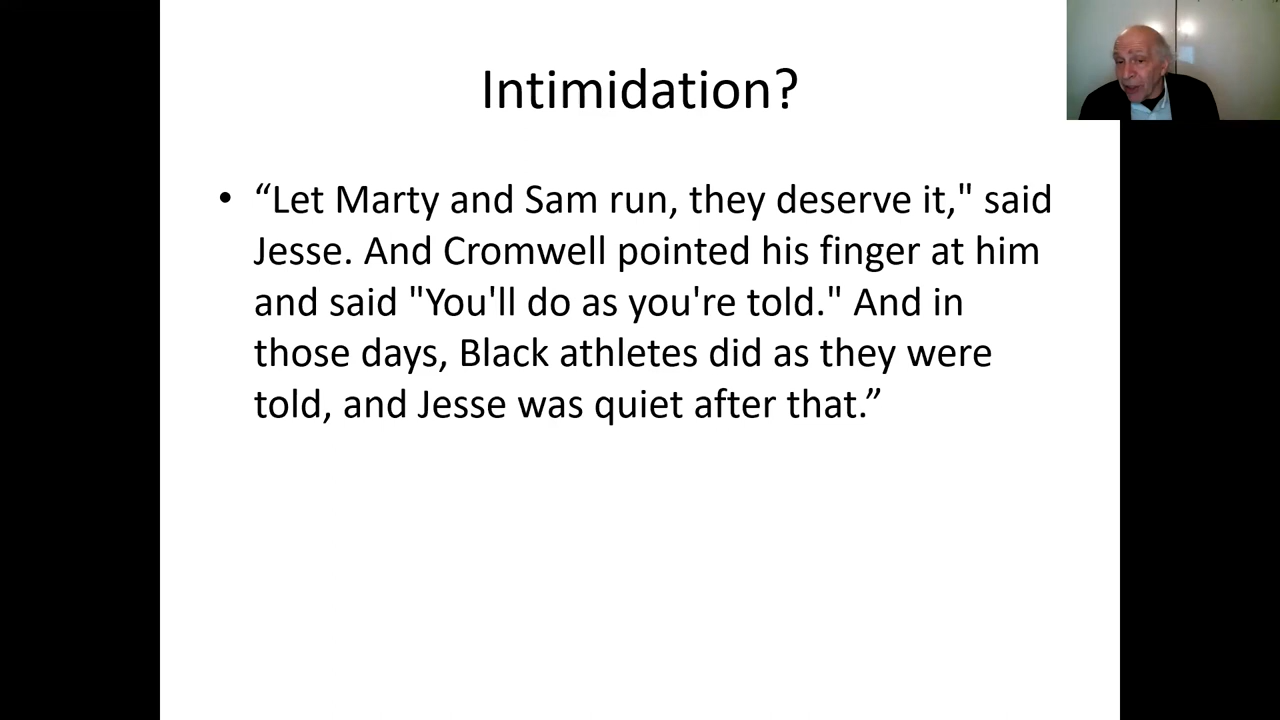 Intimidation?
• “Let Marty and Sam run, they deserve it," said
Jesse. And Cromwell pointed his finger at him
and said "You'll do as you're told." And in
those days, Black athletes did as they were
told, and Jesse was quiet after that.”